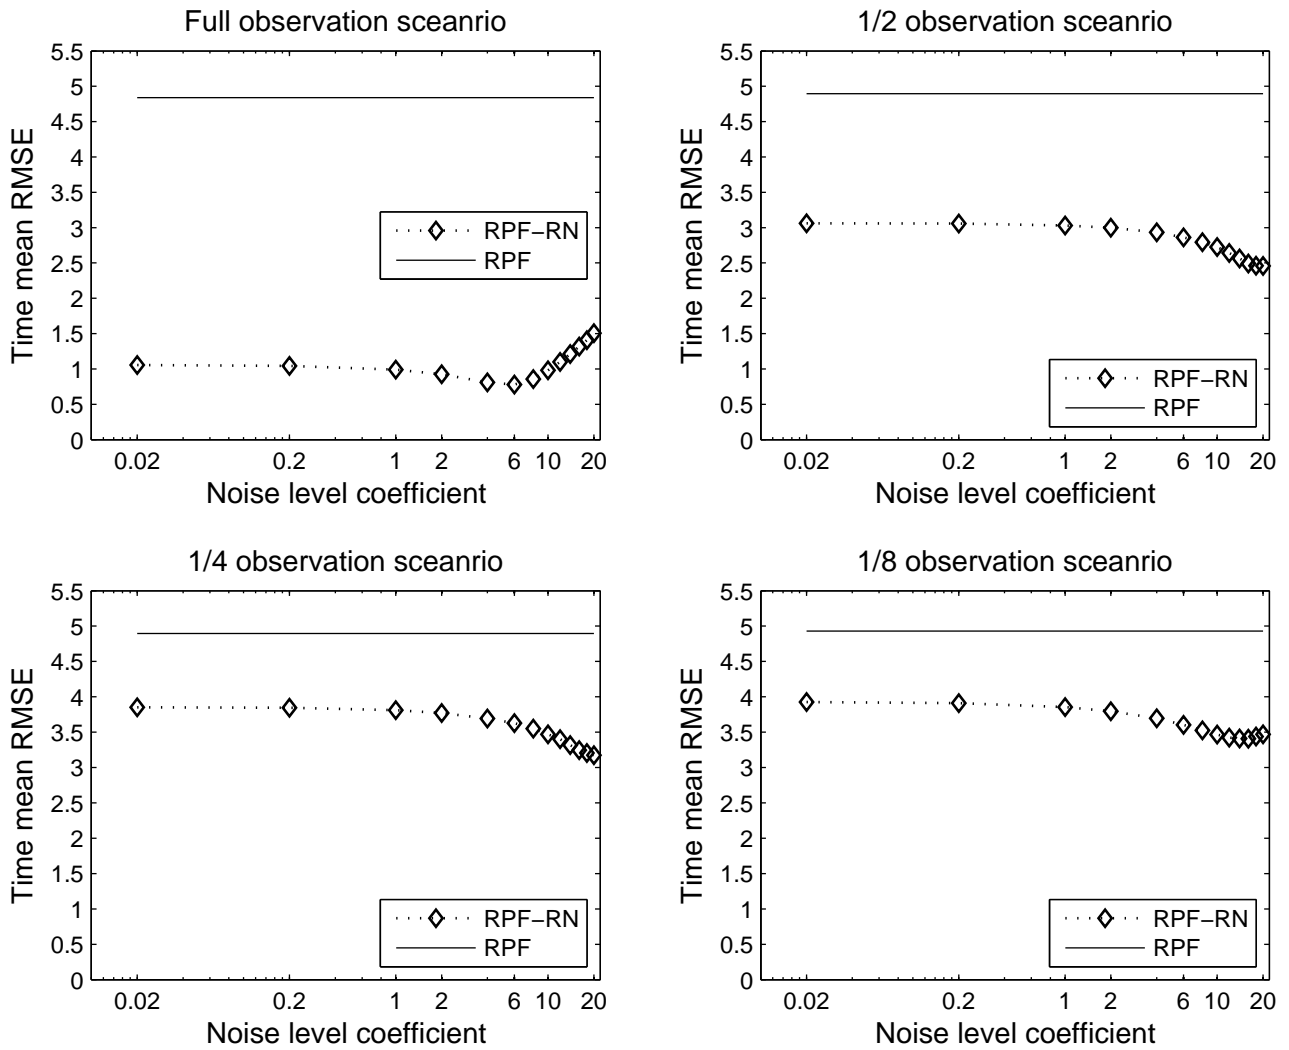 Full observation sceanrio
5.5
5
4.5
4
3.5
3
2.5
2
1.5
1
0.5
0
Time mean RMSE
RPF−RN
RPF
0.02 0.2 1 2 6 10 20
Noise level coefficient
1/2 observation sceanrio
5.5
5
4.5
4
3.5
3
2.5
2
1.5
1
0.5
0
Time mean RMSE
RPF−RN
RPF
0.02 0.2 1 2 6 10 20
Noise level coefficient
1/4 observation sceanrio
5.5
5
4.5
4
3.5
3
2.5
2
1.5
1
0.5
0
Time mean RMSE
RPF−RN
RPF
0.02 0.2 1 2 6 10 20
Noise level coefficient
1/8 observation sceanrio
5.5
5
4.5
4
3.5
3
2.5
2
1.5
1
0.5
0
Time mean RMSE
RPF−RN
RPF
0.02 0.2 1 2 6 10 20
Noise level coefficient